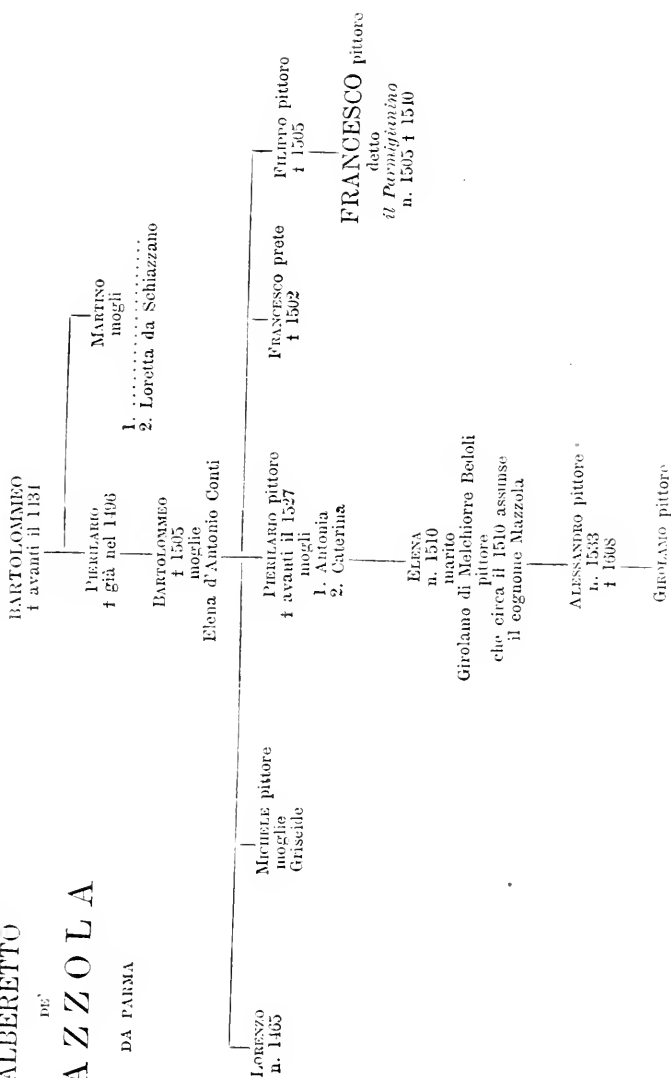 ALBERETTO
DE'
AZZOLA
DA PARMA
BARTOLOMMEO
† avanti il 1431
PIERILARIO
† già nel 1496
MARTINO
mogli
1. ......................
2. Loretta da Schiazzano
BARTOLOMMEO
† 1505
moglie
Elena d'Antonio Conti
LORENZO
n. 1465
MICHELE pittore
moglie
Griseide
PIERILARIO pittore
† avanti il 1527
mogli
1. Antonia
2. Caterina
FRANCESCO prete
† 1502
FILIPPO pittore
† 1505
ELENA
n. 1510
marito
Girolamo di Melchiorre Bedoli
pittore
che circa il 1540 assunse
il cognome Mazzola
FRANCESCO pittore
detto
il Parmigianino
n. 1505 † 1540
ALESSANDRO pittore
n. 1533
† 1608
GIROLAMO pittore